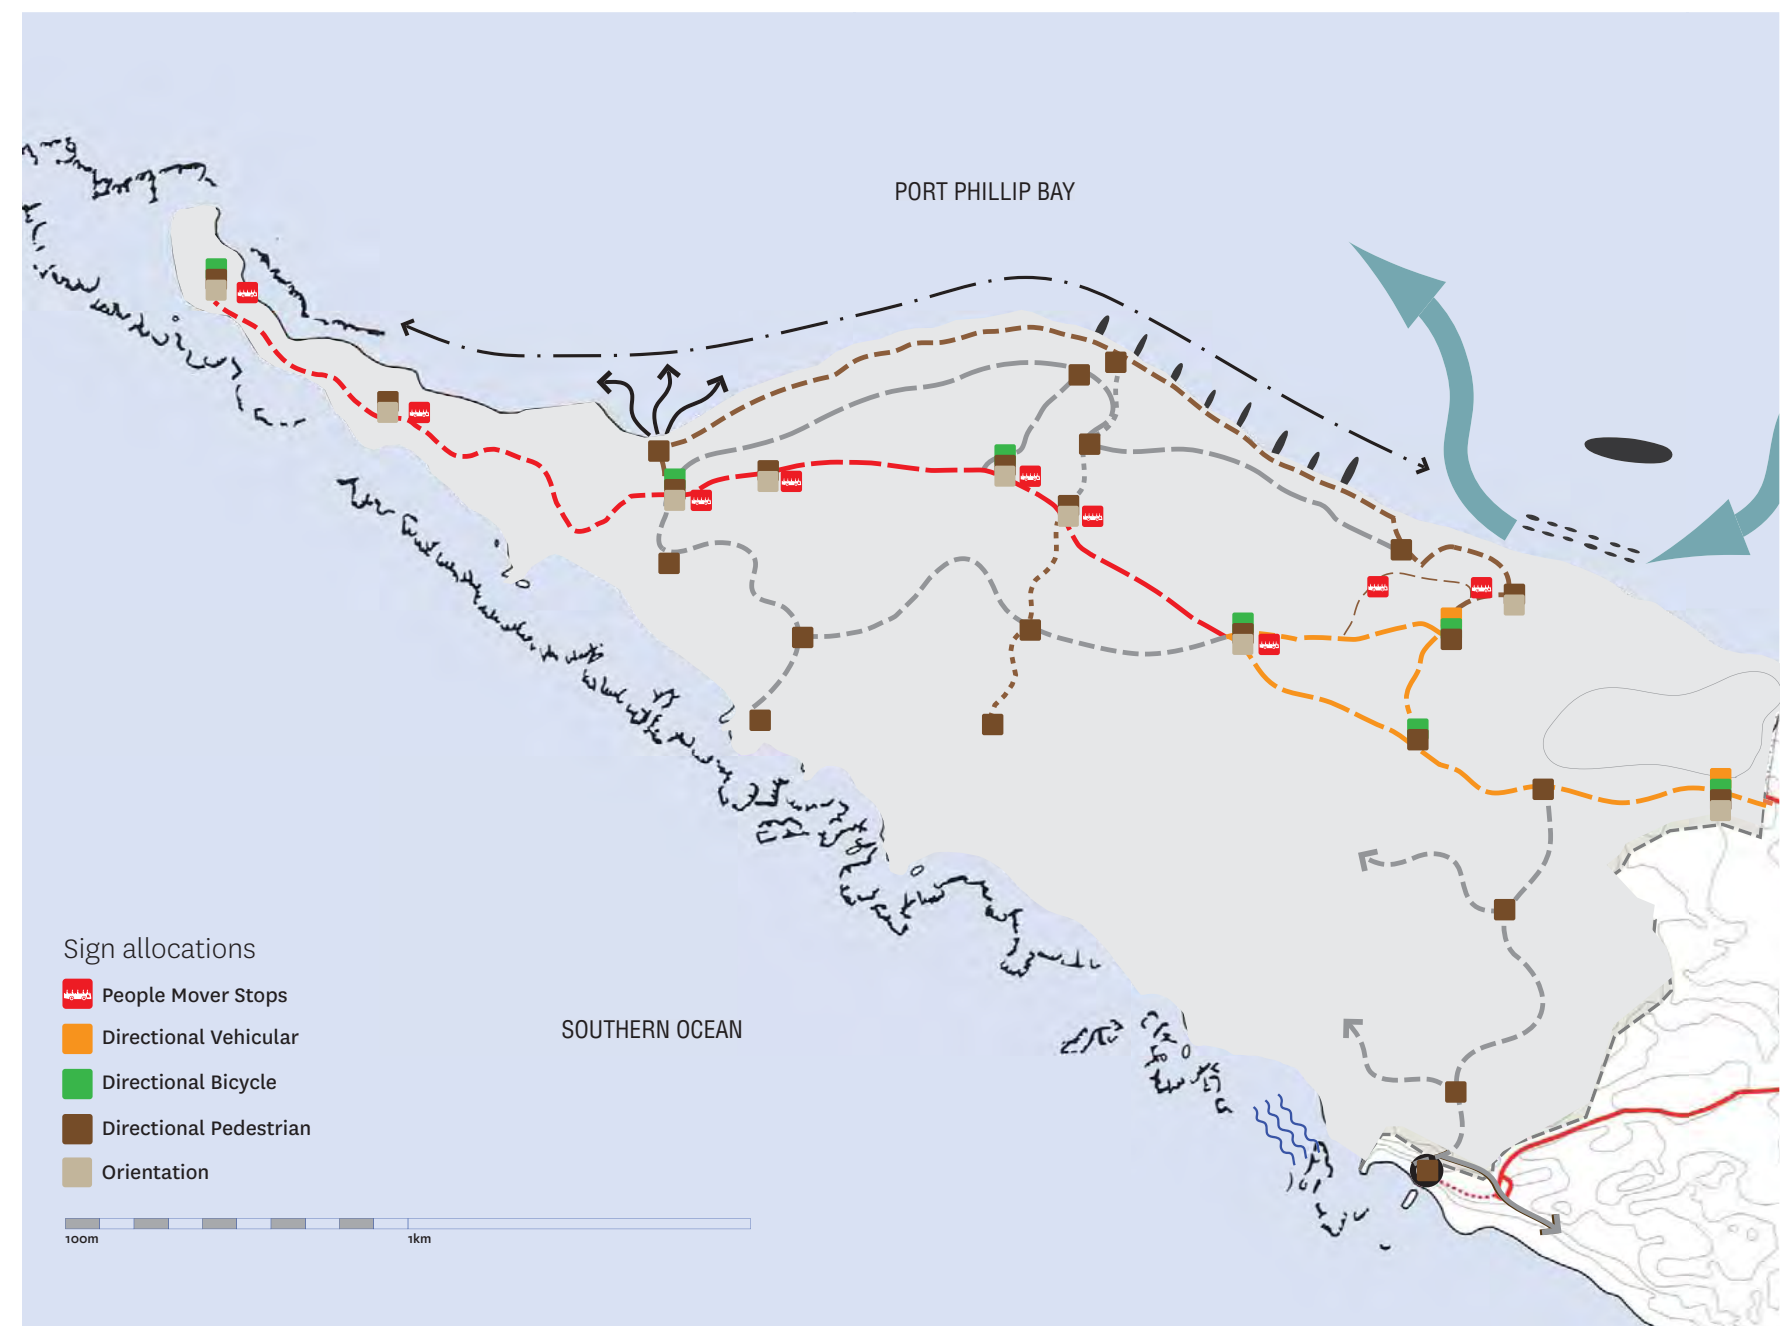 PORT PHILLIP BAY
Sign allocations
People Mover Stops
SOUTHERN OCEAN
Directional Vehicular
Directional Bicycle
Directional Pedestrian
Orientation
100m 1km